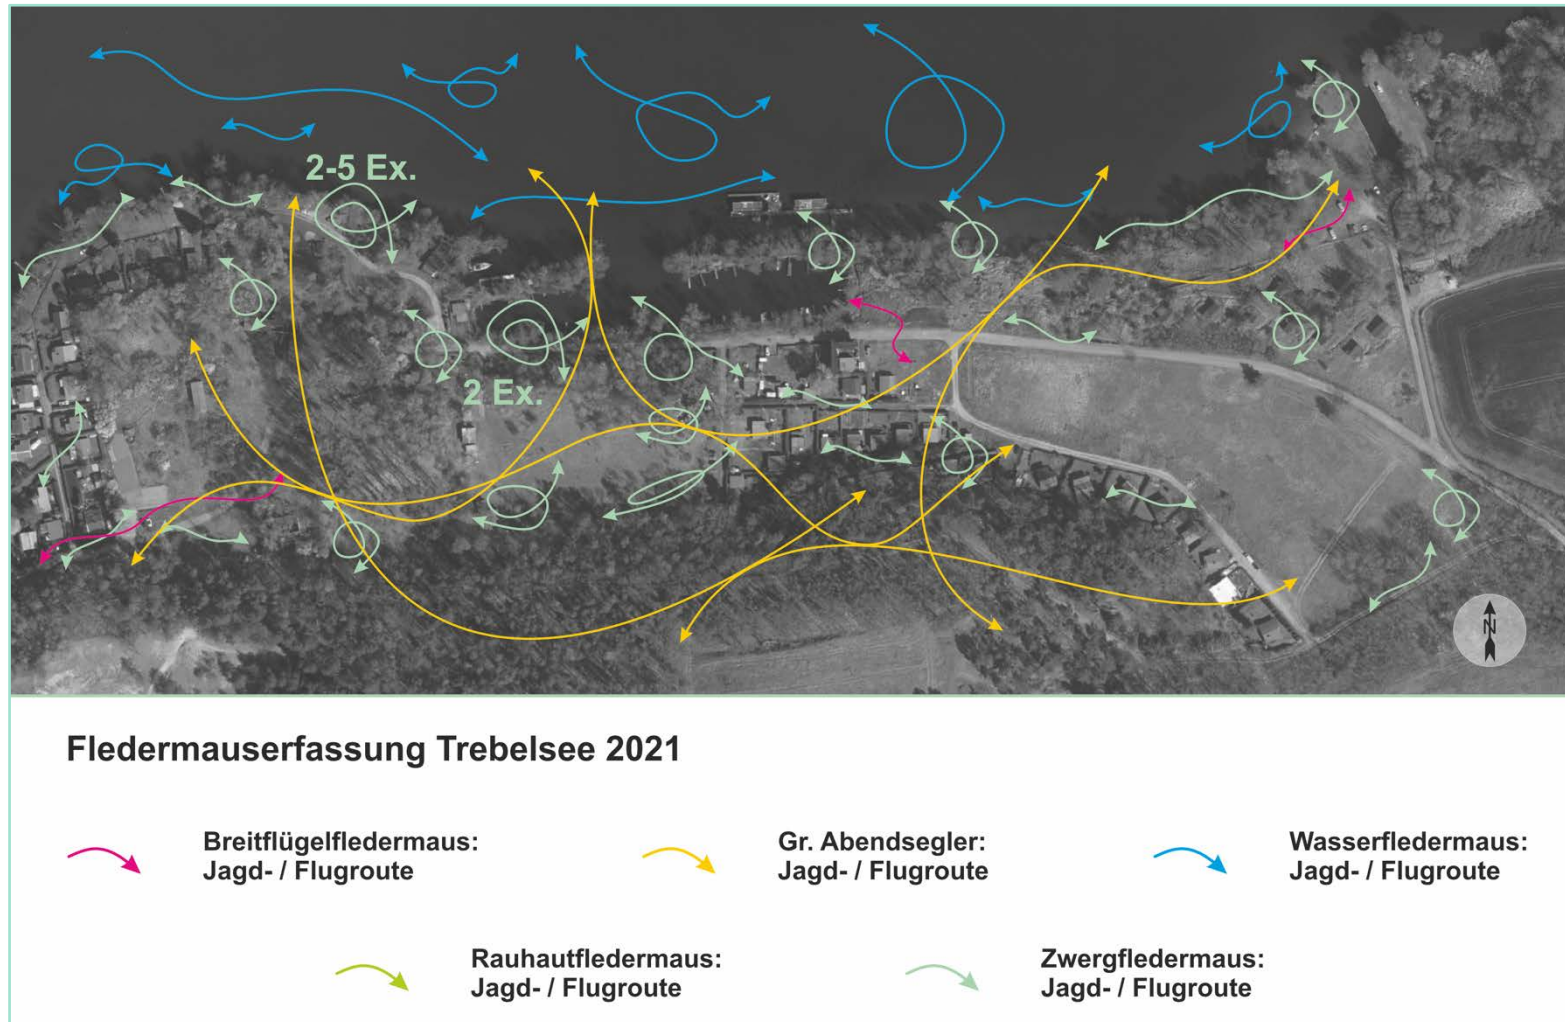 2-5 Ex.
2 Ex.
N
Fledermauserfassung Trebelsee 2021
Breitflügelfledermaus:
Jagd- / Flugroute
Gr. Abendsegler:
Jagd- / Flugroute
Wasserfledermaus:
Jagd- / Flugroute
Rauhautfledermaus:
Jagd- / Flugroute
Zwergfledermaus:
Jagd- / Flugroute